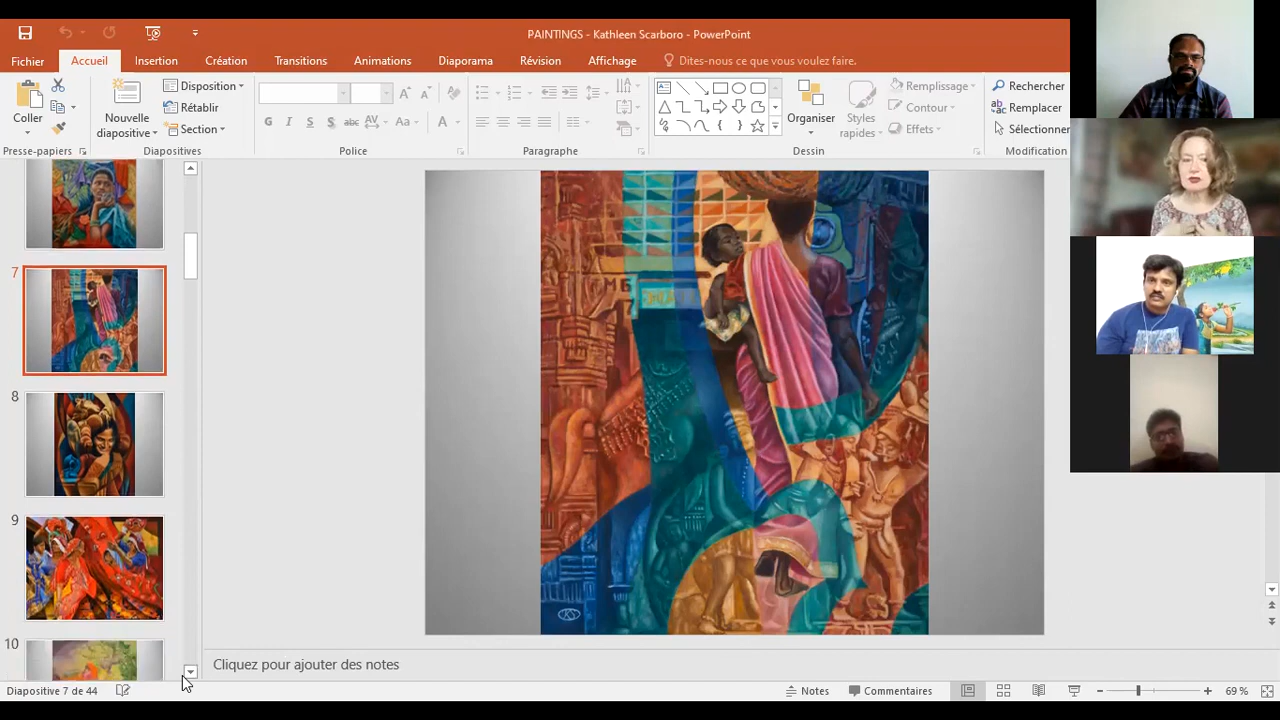 PAINTINGS - Kathleen Scarboro - PowerPoint
Fichier Accueil Insertion Création Transitions Animations Diaporama Révision Affichage Dites-nous ce que vous voulez faire.
Coller
Presse-papiers
Nouvelle
diapositive
Disposition
Rétablir
Section
Diapositives
G I S S abc AV Aa A
Police
Paragraphe
Organiser
Styles
rapides
Remplissage
Contour
Effets
Dessin
Rechercher
Remplacer
Sélectionner
Modification
7
8
9
10
Cliquez pour ajouter des notes
Diapositive 7 de 44
Notes Commentaires 69 %